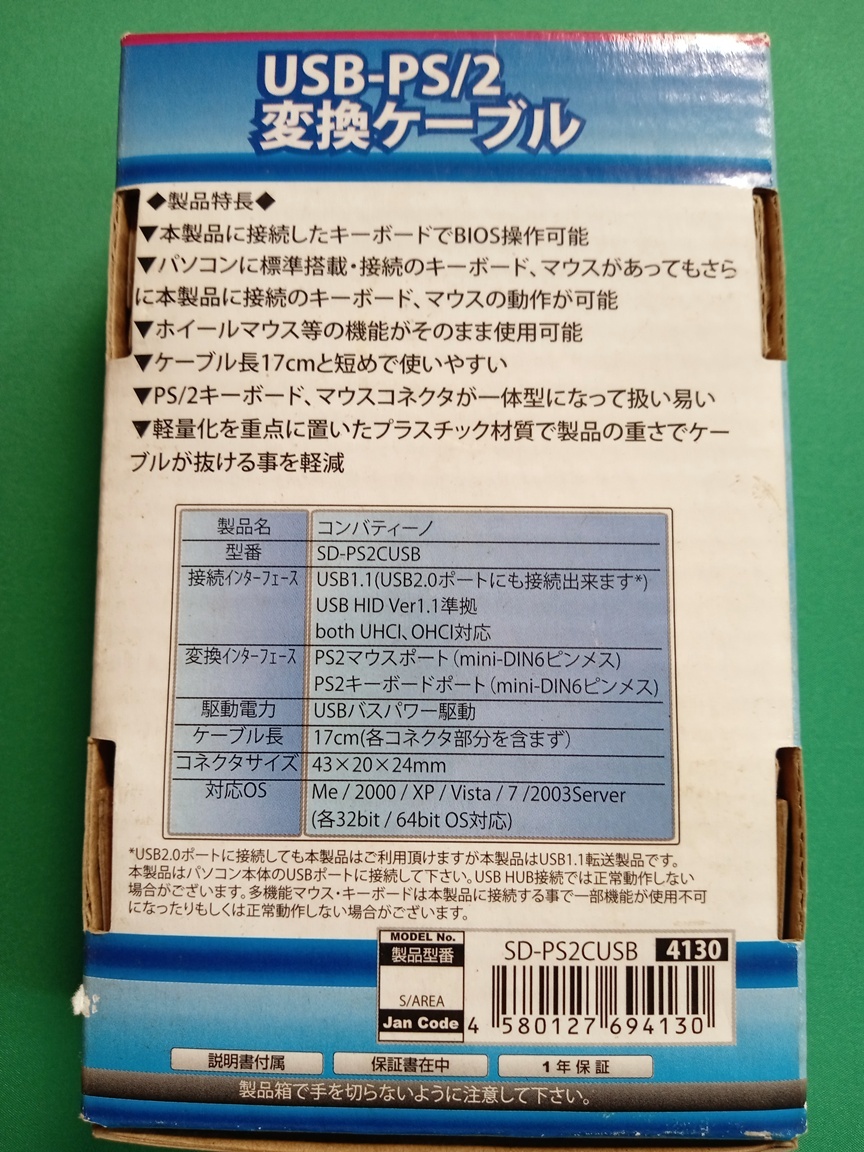 USB-PS/2
変換ケーブル
◆製品特長◆
▼本製品に接続したキーボードでBIOS操作可能
▼パソコンに標準搭載・接続のキーボード、マウスがあってもさら
に本製品に接続のキーボード、マウスの動作が可能
▼ホイールマウス等の機能がそのまま使用可能
▼ケーブル長17cmと短めで使いやすい
▼PS/2キーボード、マウスコネクタが一体型になって扱い易い
▼軽量化を重点に置いたプラスチック材質で製品の重さでケー
ブルが抜ける事を軽減
製品名 コンバティーノ
型番 SD-PS2CUSB
接続インターフェース USB1.1(USB2.0ポートにも接続出来ます*)
USB HID Ver1.1準拠
both UHCI、OHCI対応
変換インターフェース PS2マウスポート(mini-DIN6ピンメス)
PS2キーボードポート(mini-DIN6ピンメス)
駆動電力 USBバスパワー駆動
ケーブル長 17cm(各コネクタ部分を含まず)
コネクタサイズ 43×20×24mm
対応OS Me / 2000 / XP / Vista / 7 /2003Server
(各32bit / 64bit OS対応)
*USB2.0ポートに接続しても本製品はご利用頂けますが本製品はUSB1.1転送製品です。
本製品はパソコン本体のUSBポートに接続して下さい。USB HUB接続では正常動作しない
場合がございます。多機能マウス・キーボードは本製品に接続する事で一部機能が使用不可
になったりもしくは正常動作しない場合がございます。
MODEL No.
製品型番
SD-PS2CUSB 4130
S/AREA
Jan Code
4 580127 694130
説明書付属 保証書在中 1年保証
製品箱で手を切らないように注意して下さい。